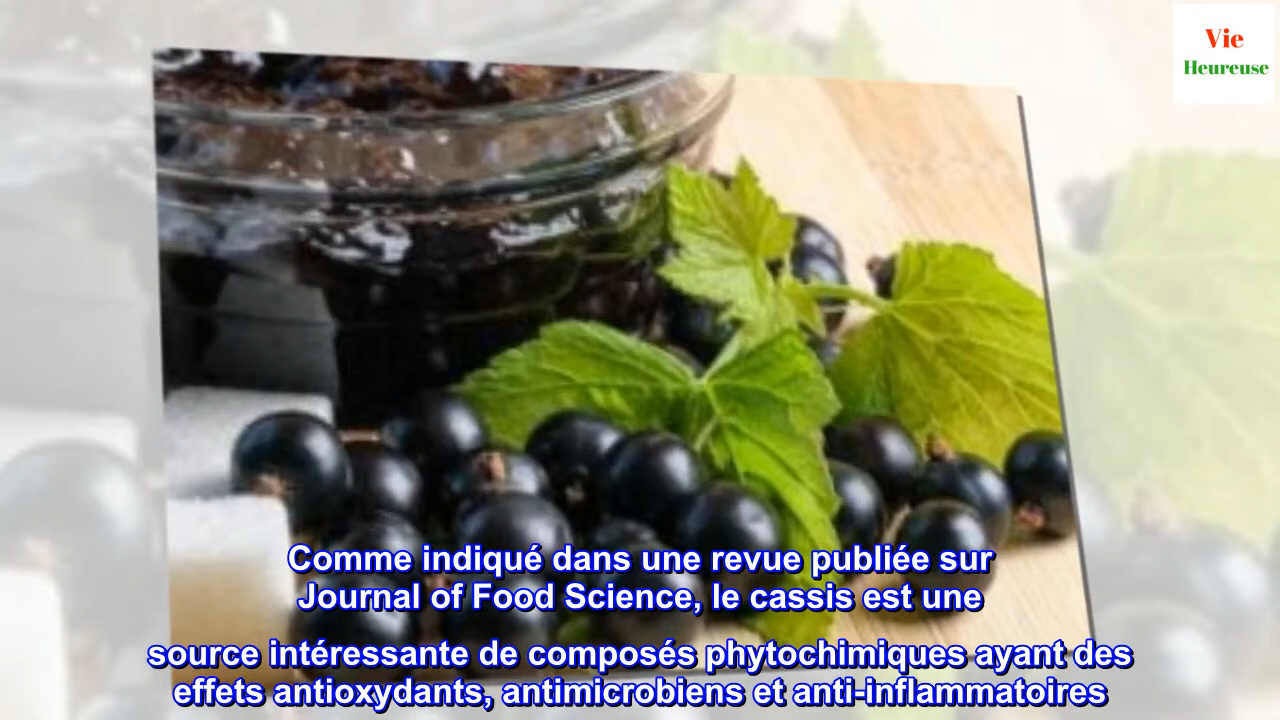 Vie
Heureuse
Comme indiqué dans une revue publiée sur
Journal of Food Science, le cassis est une
source intéressante de composés phytochimiques ayant des
effets antioxydants, antimicrobiens et anti-inflammatoires